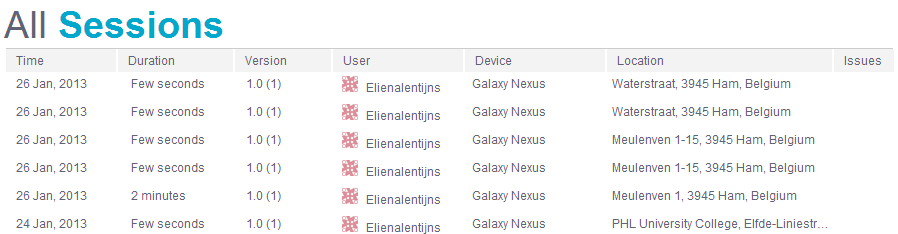 All Sessions
Time Duration Version User Device Location Issues
26 Jan, 2013 Few seconds 1.0 (1) Elienalentijns Galaxy Nexus Waterstraat, 3945 Ham, Belgium
26 Jan, 2013 Few seconds 1.0 (1) Elienalentijns Galaxy Nexus Waterstraat, 3945 Ham, Belgium
26 Jan, 2013 Few seconds 1.0 (1) Elienalentijns Galaxy Nexus Meulenven 1-15, 3945 Ham, Belgium
26 Jan, 2013 Few seconds 1.0 (1) Elienalentijns Galaxy Nexus Meulenven 1-15, 3945 Ham, Belgium
26 Jan, 2013 2 minutes 1.0 (1) Elienalentijns Galaxy Nexus Meulenven 1, 3945 Ham, Belgium
24 Jan, 2013 Few seconds 1.0 (1) Elienalentijns Galaxy Nexus PHL University College, Elfde-Liniestr…